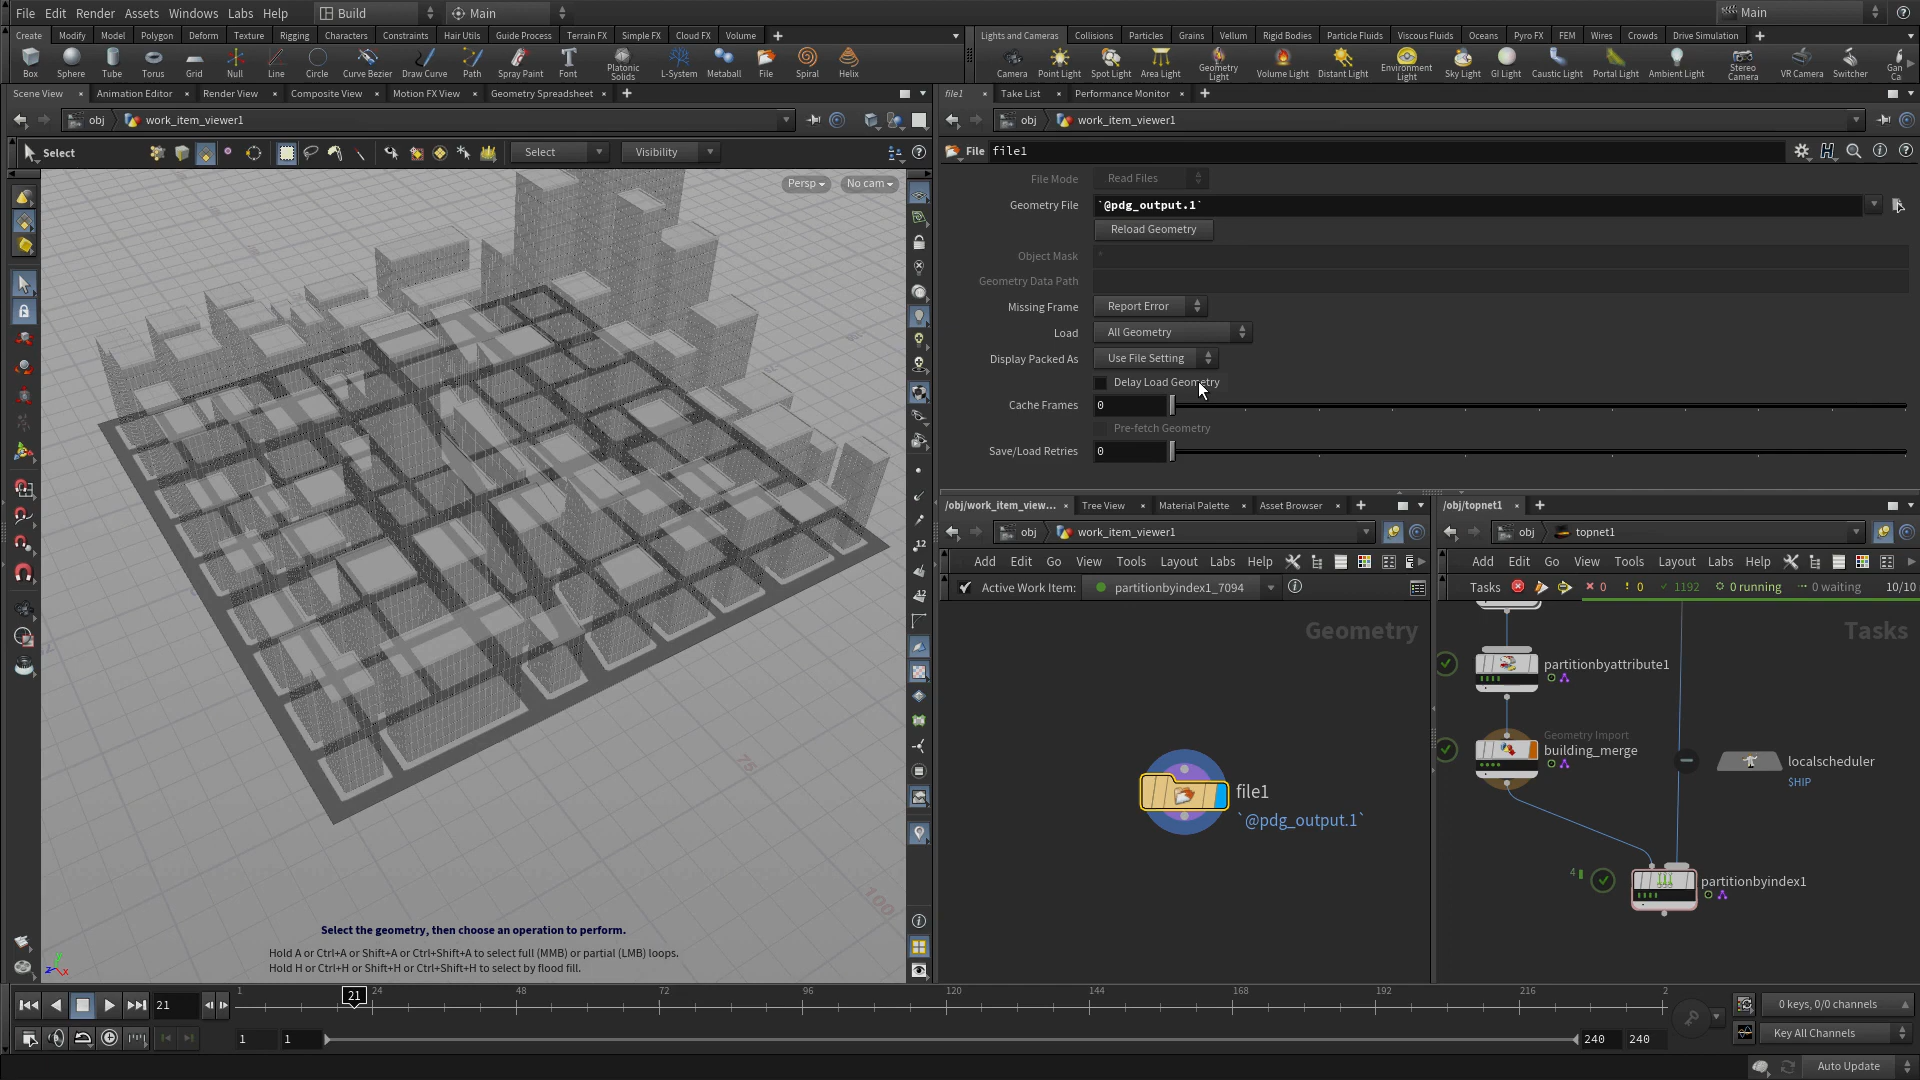 File Edit Render Assets Windows Labs Help Build Main Main
Create Modify Model Polygon Deform Texture Rigging Characters Constraints Hair Utils Guide Process Terrain FX Simple FX Cloud FX Volume
Lights and Cameras Collisions Particles Grains Vellum Rigid Bodies Particle Fluids Viscous Fluids Oceans Pyro FX FEM Wires Crowds Drive Simulation
Box Sphere Tube Torus Grid Null Line Circle Curve Bezier Draw Curve Path Spray Paint Font Platonic Solids L-System Metaball File Spiral Helix
Camera Point Light Spot Light Area Light Geometry Light Volume Light Distant Light Environment Light Sky Light GI Light Caustic Light Portal Light Ambient Light Stereo Camera VR Camera Switcher Gan Ca
Scene View Animation Editor Render View Composite View Motion FX View Geometry Spreadsheet
file1 Take List Performance Monitor
obj work_item_viewer1
obj work_item_viewer1
Select Select Visibility
File file1
Persp No cam
File Mode Read Files
Geometry File `@pdg_output.1`
Reload Geometry
Object Mask *
Geometry Data Path
Missing Frame Report Error
Load All Geometry
Display Packed As Use File Setting
Delay Load Geometry
Cache Frames 0
Pre-fetch Geometry
Save/Load Retries 0
/obj/work_item_view... Tree View Material Palette Asset Browser
/obj/topnet1
obj work_item_viewer1
obj topnet1
Add Edit Go View Tools Layout Labs Help
Add Edit Go View Tools Layout Labs Help
Active Work Item: partitionbyindex1_7094
Tasks 0 0 1192 0 running 0 waiting 10/10
Geometry
Tasks
partitionbyattribute1
Geometry Import
building_merge
localscheduler
$HIP
file1
`@pdg_output.1`
4
partitionbyindex1
75
100
12
12
Select the geometry, then choose an operation to perform.
Hold A or Ctrl+A or Shift+A or Ctrl+Shift+A to select full (MMB) or partial (LMB) loops.
Hold H or Ctrl+H or Shift+H or Ctrl+Shift+H to select by flood fill.
21 1 21 24 48 72 96 120 144 168 192 216 2
0 keys, 0/0 channels
1 1 240 240
Key All Channels
Auto Update